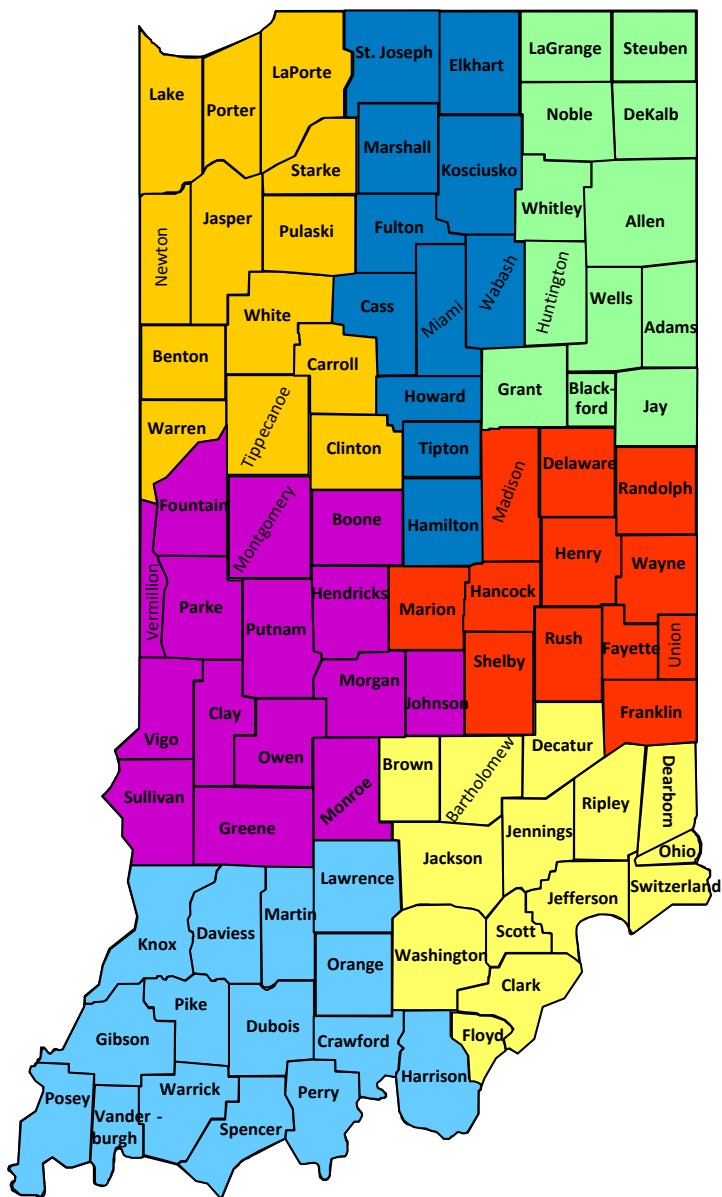 St. Joseph
Elkhart
LaGrange
Steuben
LaPorte
Lake
Porter
Noble
DeKalb
Marshall
Starke
Kosciusko
Whitley
Allen
Jasper
Pulaski
Fulton
Newton
Wabash
Huntington
Miami
Cass
Wells
White
Adams
Benton
Carroll
Howard
Grant
Black-
ford
Jay
Warren
Tippecanoe
Clinton
Tipton
Madison
Delaware
Randolph
Fountain
Montgomery
Boone
Hamilton
Henry
Wayne
Vermillion
Parke
Hendricks
Marion
Hancock
Putnam
Rush
Fayette
Union
Shelby
Morgan
Johnson
Clay
Franklin
Vigo
Owen
Brown
Bartholomew
Decatur
Dearborn
Sullivan
Greene
Monroe
Ripley
Jennings
Ohio
Jackson
Lawrence
Switzerland
Jefferson
Martin
Daviess
Knox
Scott
Washington
Orange
Clark
Pike
Gibson
Dubois
Crawford
Floyd
Harrison
Posey
Warrick
Perry
Vander -
burgh
Spencer